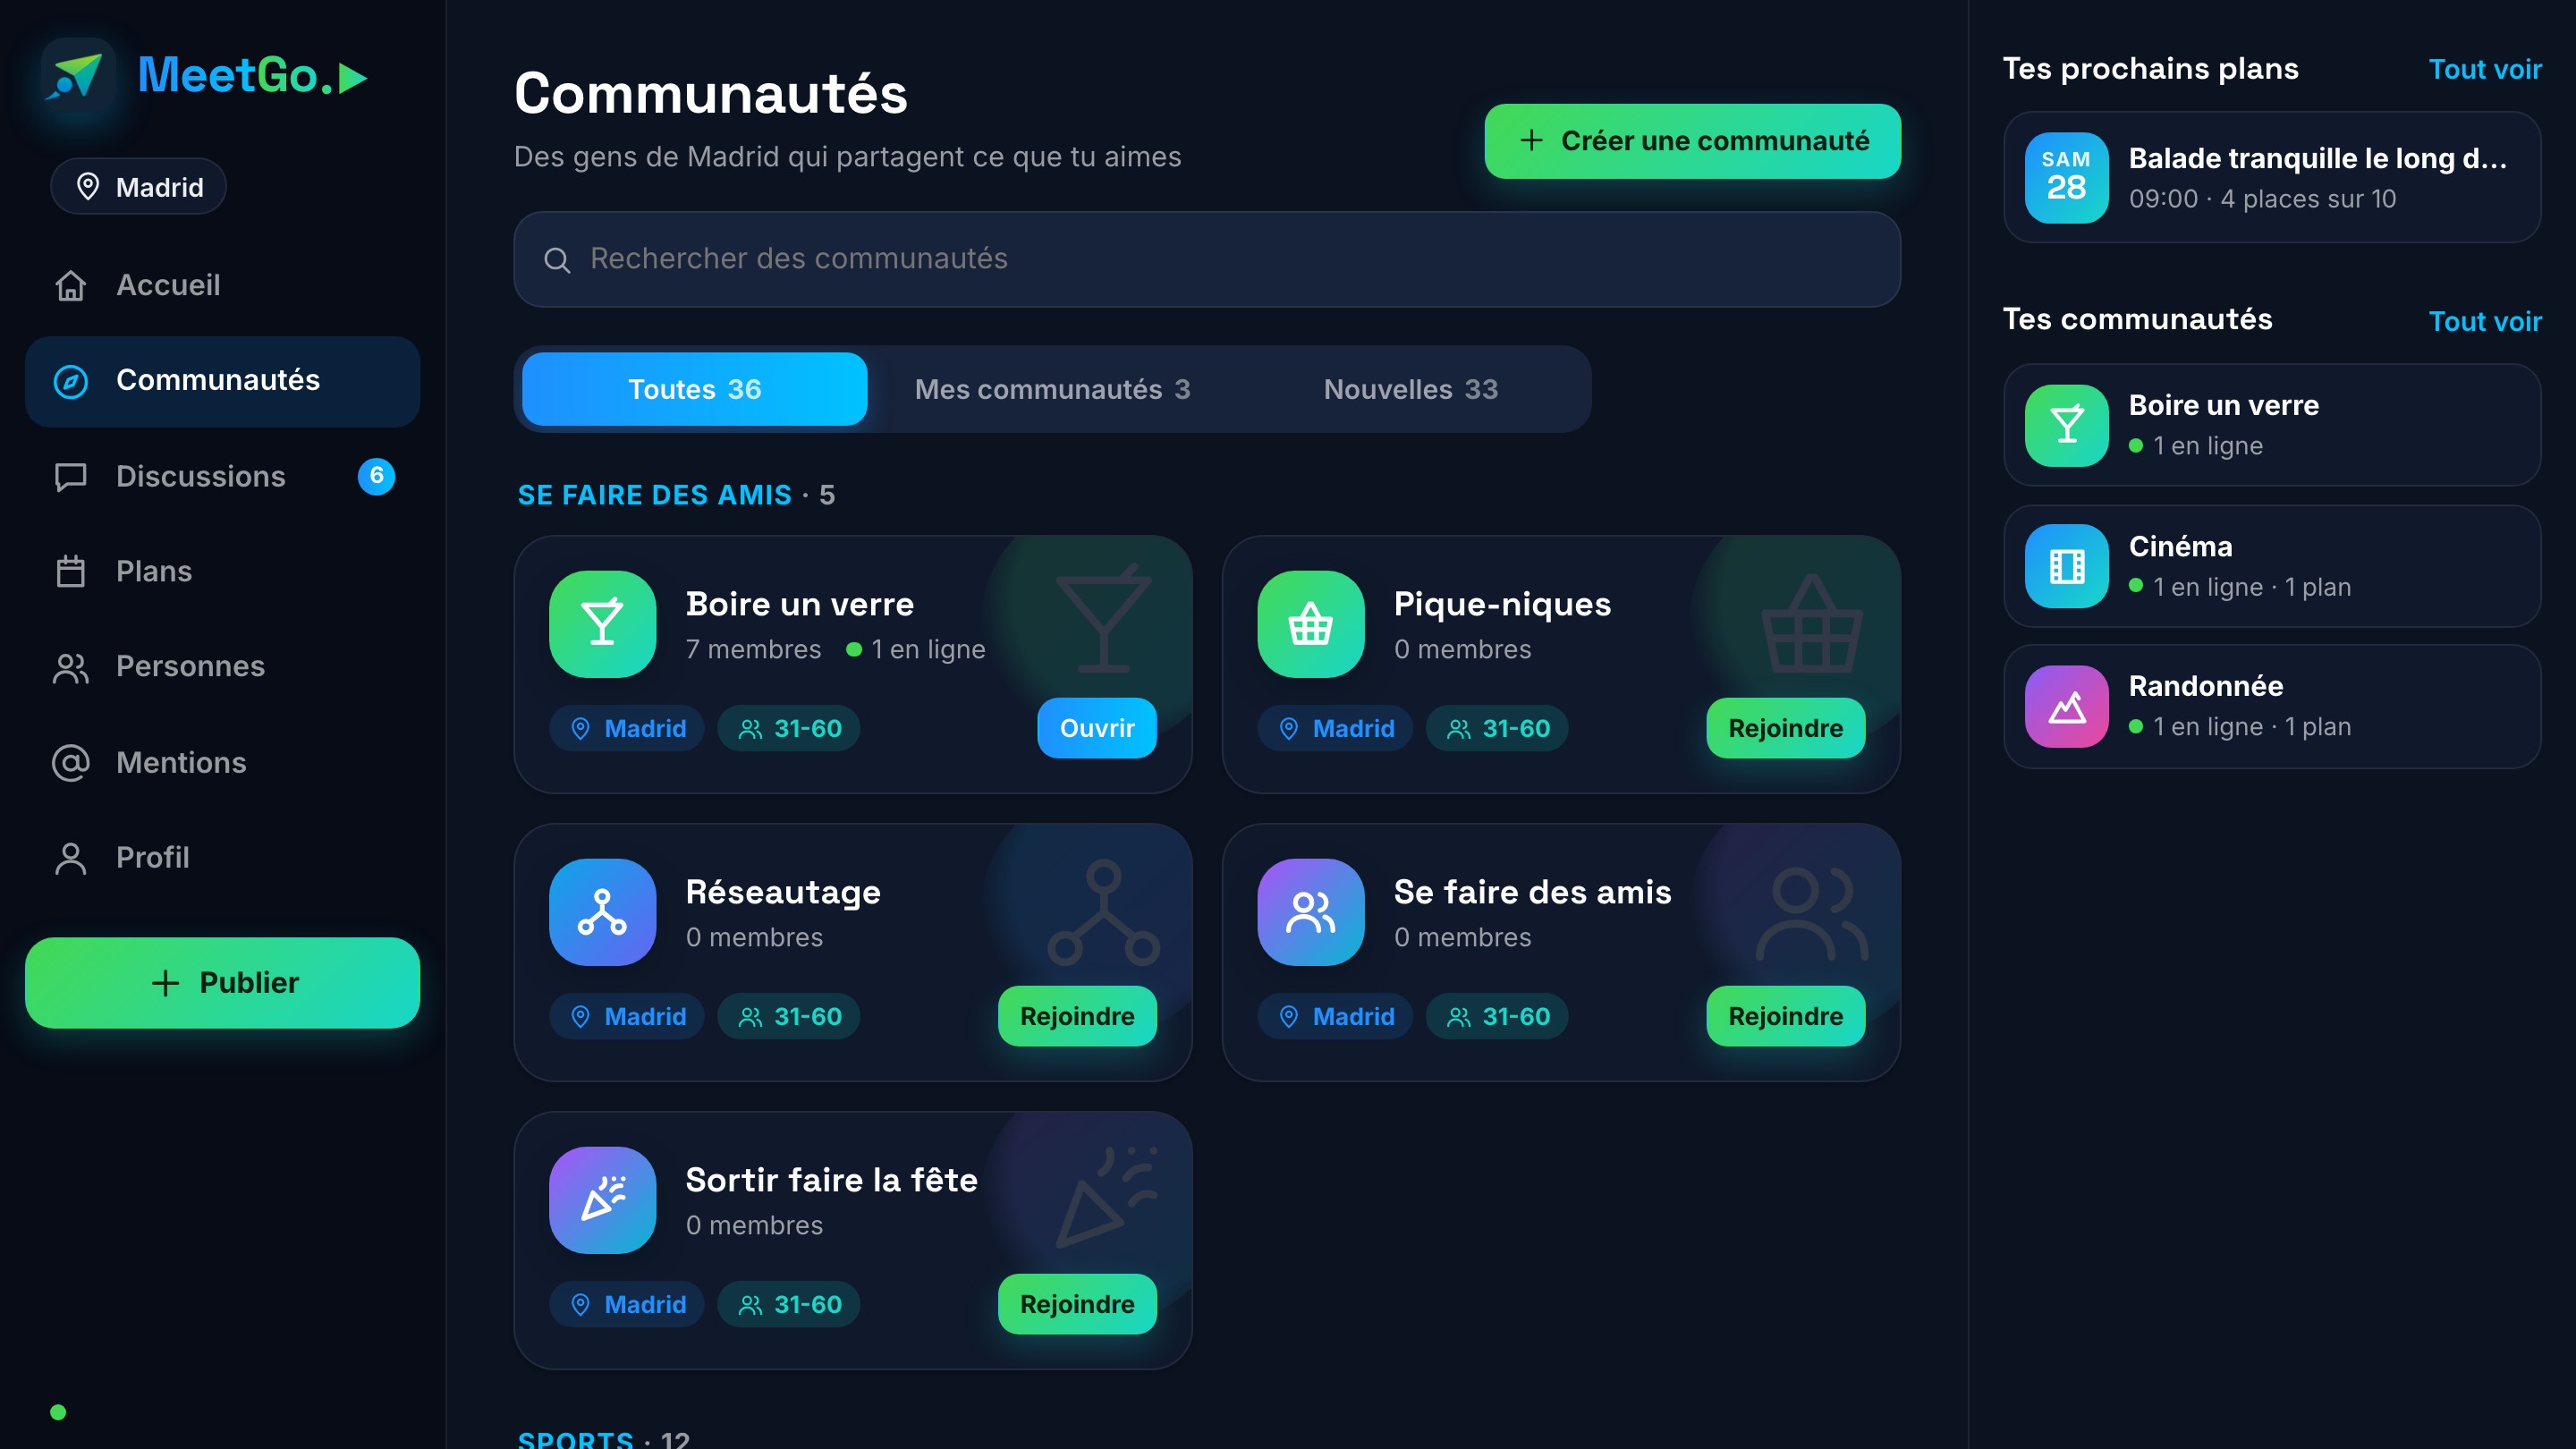 MeetGo.
Madrid
Accueil
Communautés
Discussions 6
Plans
Personnes
Mentions
Profil
Publier
Communautés
Des gens de Madrid qui partagent ce que tu aimes
Créer une communauté
Rechercher des communautés
Toutes 36 Mes communautés 3 Nouvelles 33
SE FAIRE DES AMIS · 5
Boire un verre
7 membres 1 en ligne
Madrid 31-60 Ouvrir
Pique-niques
0 membres
Madrid 31-60 Rejoindre
Réseautage
0 membres
Madrid 31-60 Rejoindre
Se faire des amis
0 membres
Madrid 31-60 Rejoindre
Sortir faire la fête
0 membres
Madrid 31-60 Rejoindre
SPORTS · 12
Tes prochains plans Tout voir
SAM
28
Balade tranquille le long d...
09:00 · 4 places sur 10
Tes communautés Tout voir
Boire un verre
1 en ligne
Cinéma
1 en ligne · 1 plan
Randonnée
1 en ligne · 1 plan